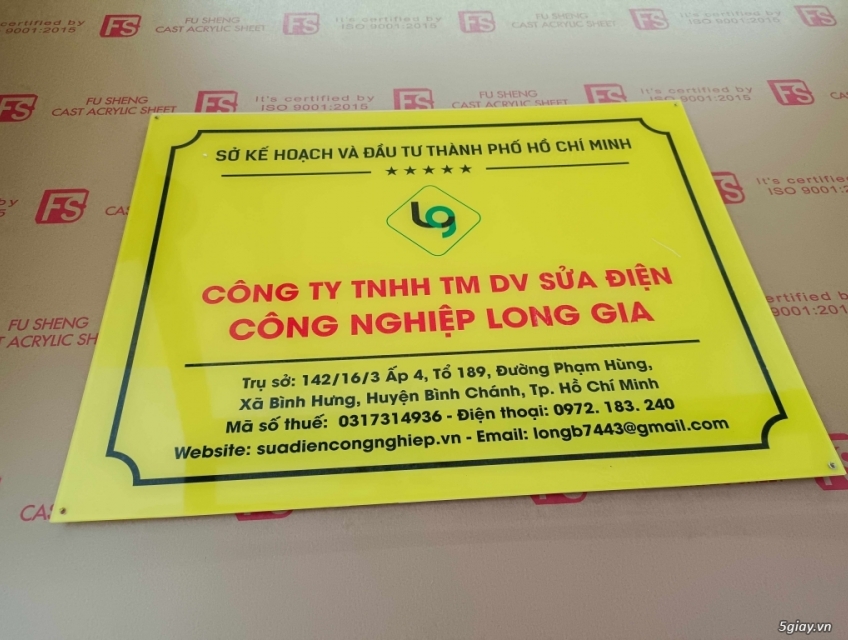 FU SHENG
CAST ACRYLIC SHEET
FS
It's certified by
ISO 9001:2015
SỞ KẾ HOẠCH VÀ ĐẦU TƯ THÀNH PHỐ HỒ CHÍ MINH
★★★★★
Lg
CÔNG TY TNHH TM DV SỬA ĐIỆN
CÔNG NGHIỆP LONG GIA
Trụ sở: 142/16/3 Ấp 4, Tổ 189, Đường Phạm Hùng,
Xã Bình Hưng, Huyện Bình Chánh, Tp. Hồ Chí Minh
Mã số thuế: 0317314936 - Điện thoại: 0972. 183. 240
Website: suadiencongnghiep.vn - Email: longb7443@gmail.com
5giay.vn